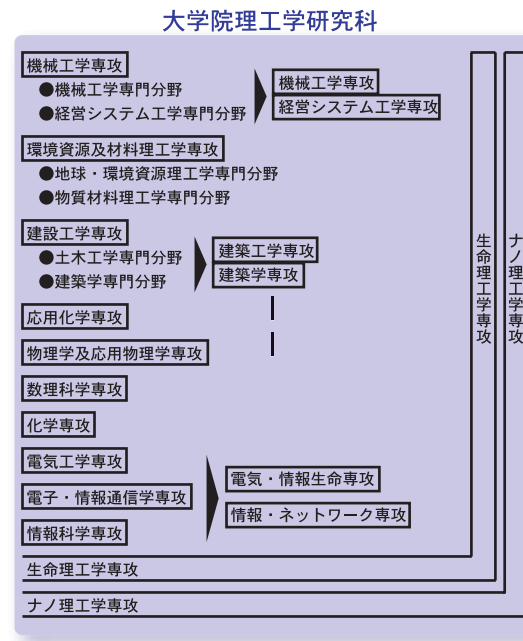 大学院理工学研究科
機械工学専攻
●機械工学専門分野
●経営システム工学専門分野
機械工学専攻
経営システム工学専攻
環境資源及材料理工学専攻
●地球・環境資源理工学専門分野
●物質材料理工学専門分野
建設工学専攻
●土木工学専門分野
●建築学専門分野
建築工学専攻
建築学専攻
応用化学専攻
物理学及応用物理学専攻
数理科学専攻
化学専攻
電気工学専攻
電子・情報通信学専攻
情報科学専攻
電気・情報生命専攻
情報・ネットワーク専攻
生命理工学専攻
ナノ理工学専攻
生命理工学専攻
ナノ理工学専攻